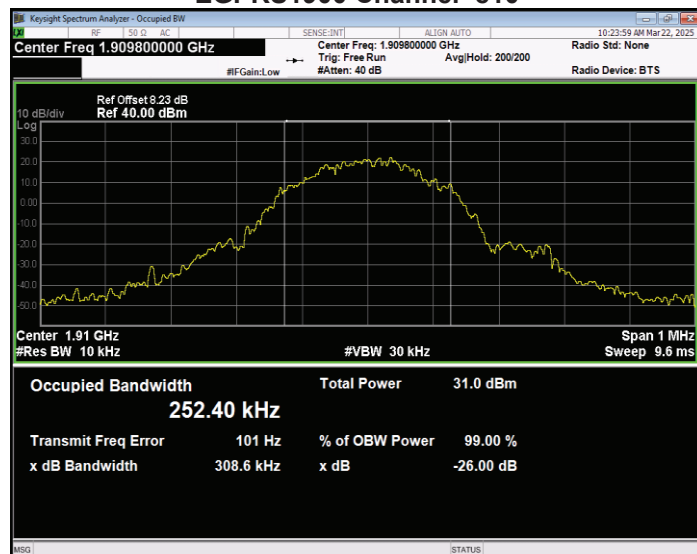 Keysight Spectrum Analyzer - Occupied BW
RF 50 Ω AC SENSE:INT ALIGN AUTO 10:23:59 AM Mar 22, 2025
Center Freq 1.909800000 GHz Center Freq: 1.909800000 GHz Radio Std: None
Trig: Free Run Avg|Hold: 200/200
#IFGain:Low #Atten: 40 dB Radio Device: BTS
Ref Offset 8.23 dB
10 dB/div Ref 40.00 dBm
Log
30.0
20.0
10.0
0.00
-10.0
-20.0
-30.0
-40.0
-50.0
Center 1.91 GHz Span 1 MHz
#Res BW 10 kHz #VBW 30 kHz Sweep 9.6 ms
Occupied Bandwidth Total Power 31.0 dBm
252.40 kHz
Transmit Freq Error 101 Hz % of OBW Power 99.00 %
x dB Bandwidth 308.6 kHz x dB -26.00 dB
MSG STATUS